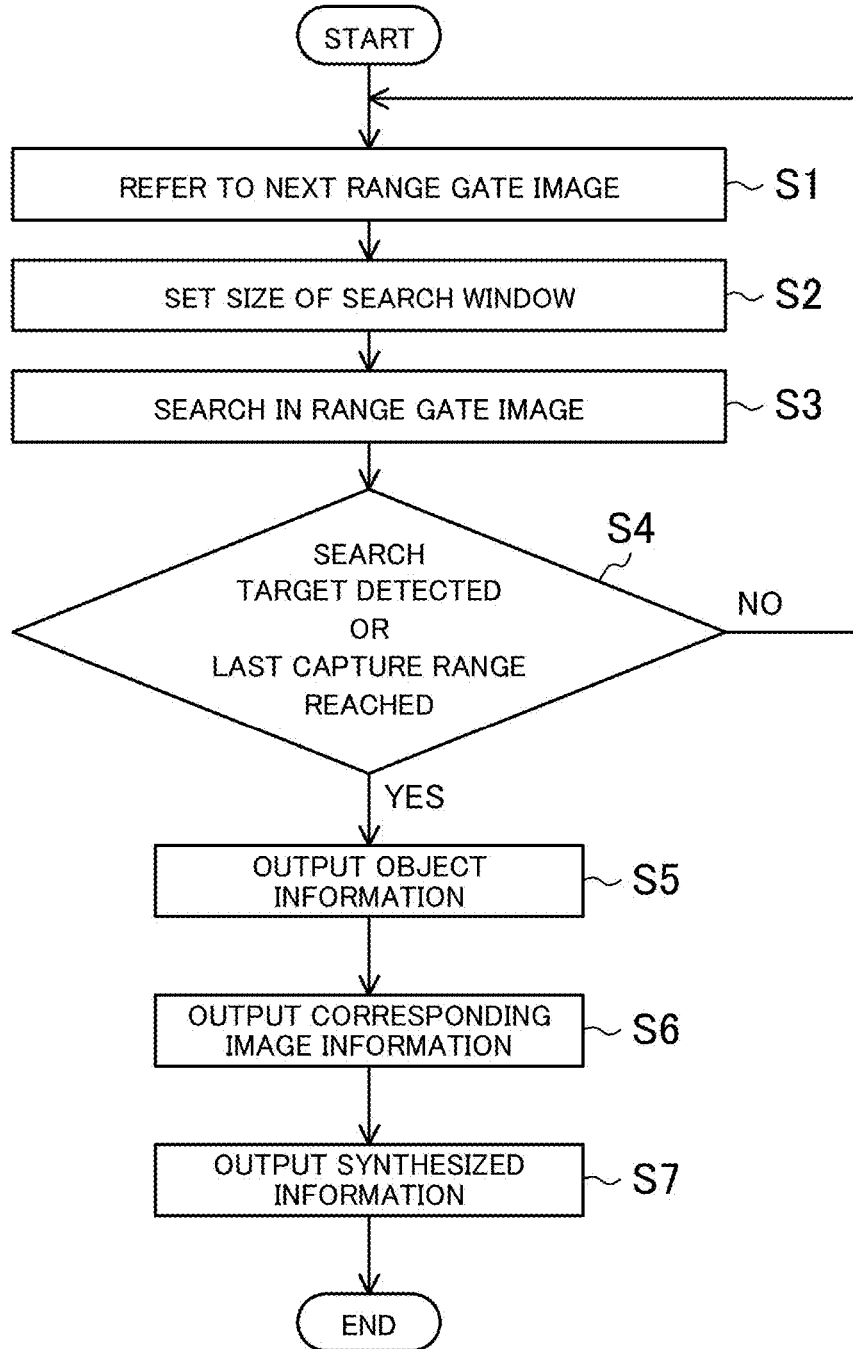 START
REFER TO NEXT RANGE GATE IMAGE
S1
SET SIZE OF SEARCH WINDOW
S2
SEARCH IN RANGE GATE IMAGE
S3
S4
SEARCH
TARGET DETECTED
OR
LAST CAPTURE RANGE
REACHED
NO
YES
OUTPUT OBJECT
INFORMATION
S5
OUTPUT CORRESPONDING
IMAGE INFORMATION
S6
OUTPUT SYNTHESIZED
INFORMATION
S7
END